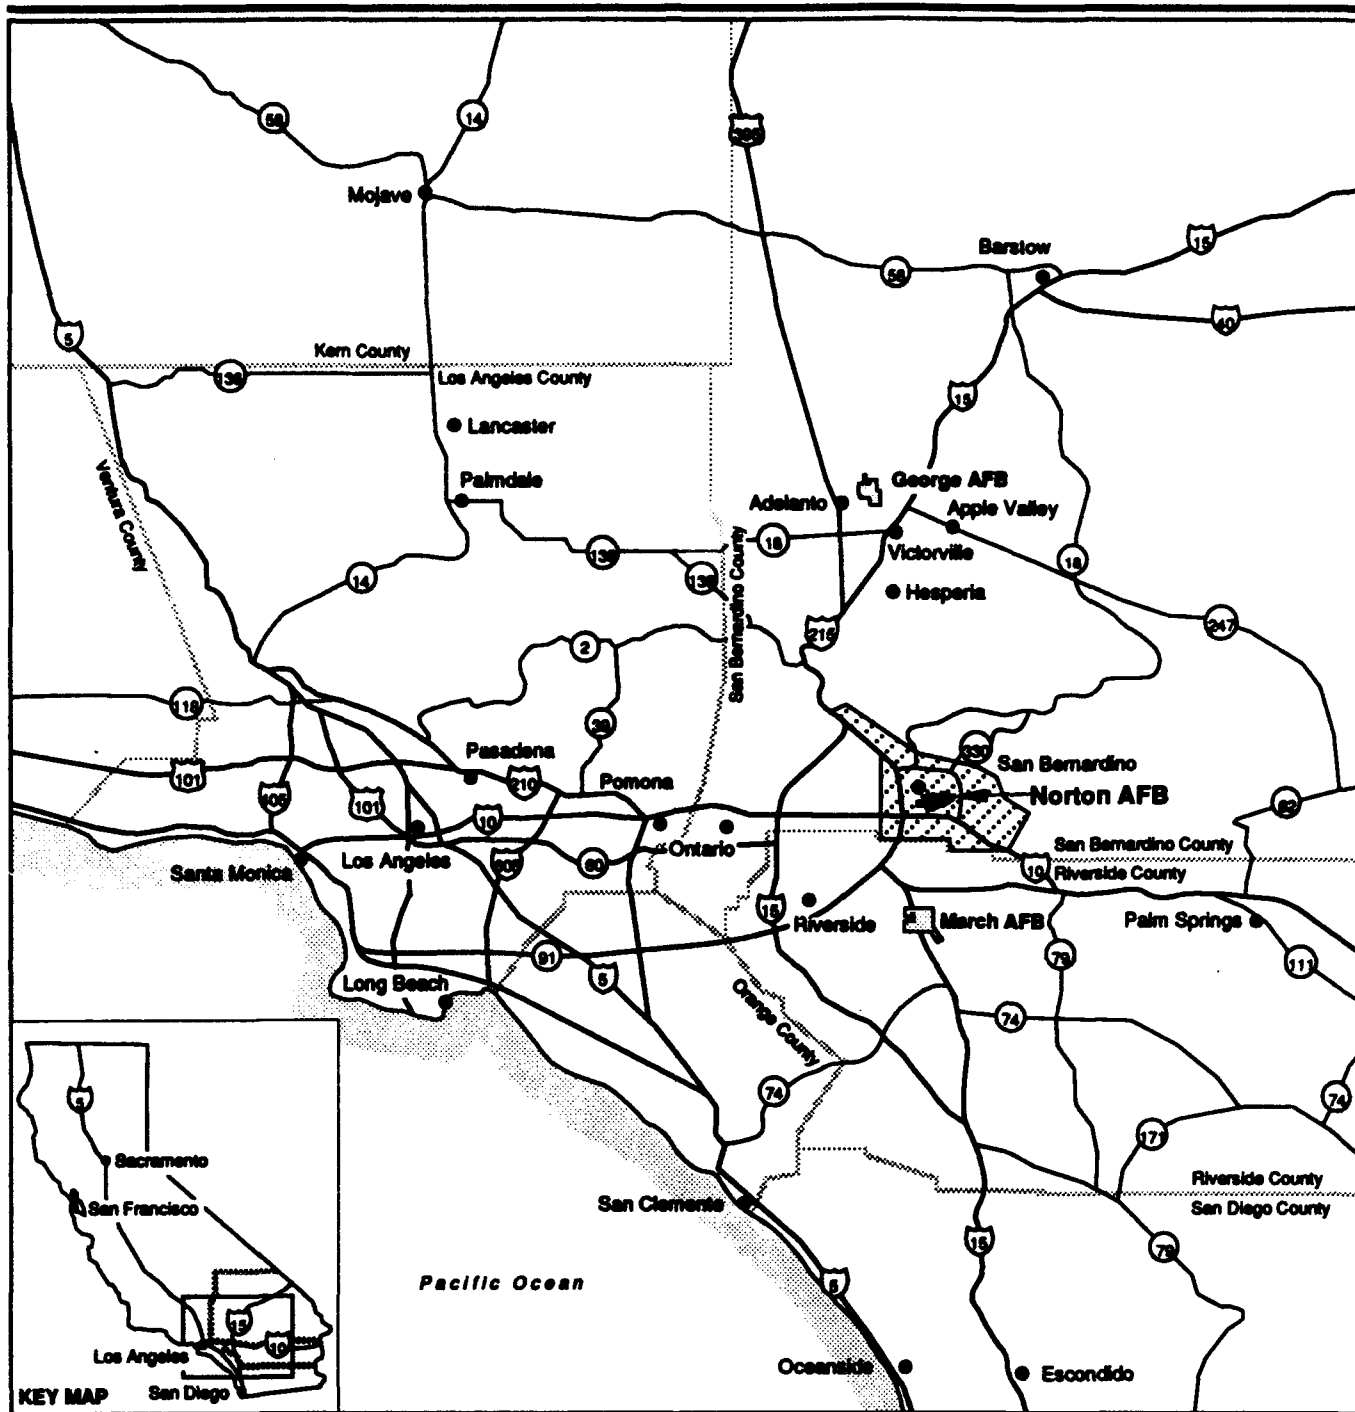 58
14
395
Mojave
Barstow
15
58
5
40
Kern County
138
Los Angeles County
15
Lancaster
Ventura County
Palmdale
George AFB
Adelanto
Apple Valley
18
Victorville
138
18
14
138
San Bernardino County
Hesperia
247
215
2
118
39
330
Pasadena
San Bernardino
101
210
Pomona
405
101
Norton AFB
62
10
Los Angeles
Ontario
San Bernardino County
605
60
Santa Monica
10
Riverside County
15
Riverside
March AFB
Palm Springs
91
79
111
5
Long Beach
Orange County
74
74
74
171
5
Sacramento
San Francisco
Riverside County
San Clemente
San Diego County
15
79
Pacific Ocean
5
15
10
Los Angeles
Oceanside
Escondido
San Diego
KEY MAP